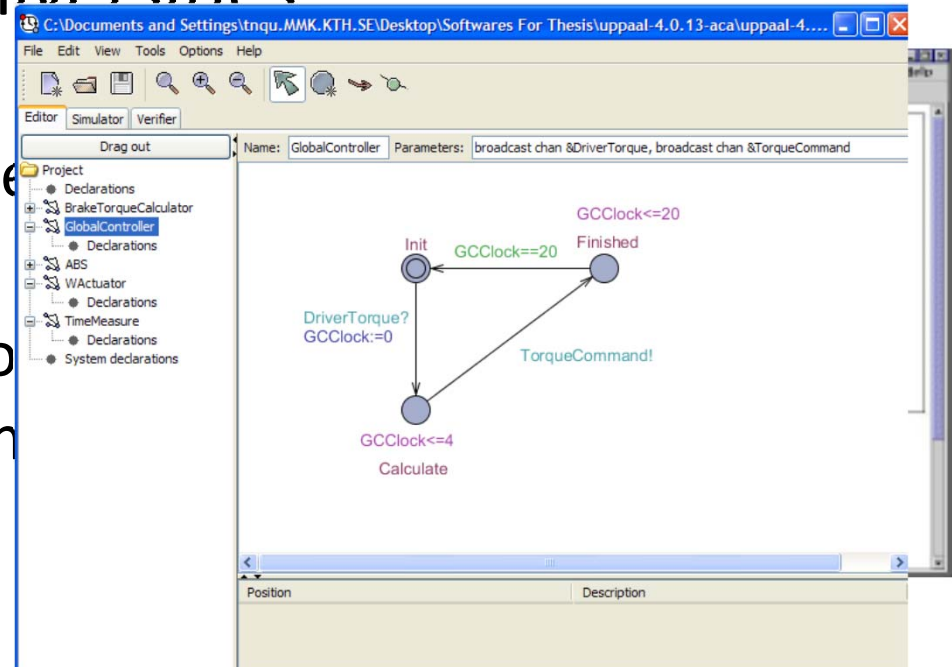 C:\Documents and Settings\tnqu.MMK.KTH.SE\Desktop\Softwares For Thesis\uppaal-4.0.13-aca\uppaal-4....
File Edit View Tools Options Help
Editor Simulator Verifier
Drag out
Name: GlobalController Parameters: broadcast chan &DriverTorque, broadcast chan &TorqueCommand
Project
Declarations
BrakeTorqueCalculator
GlobalController
Declarations
ABS
WActuator
Declarations
TimeMeasure
Declarations
System declarations
GCClock<=20
Finished
Init
GCClock==20
DriverTorque?
GCClock:=0
TorqueCommand!
GCClock<=4
Calculate
Position Description